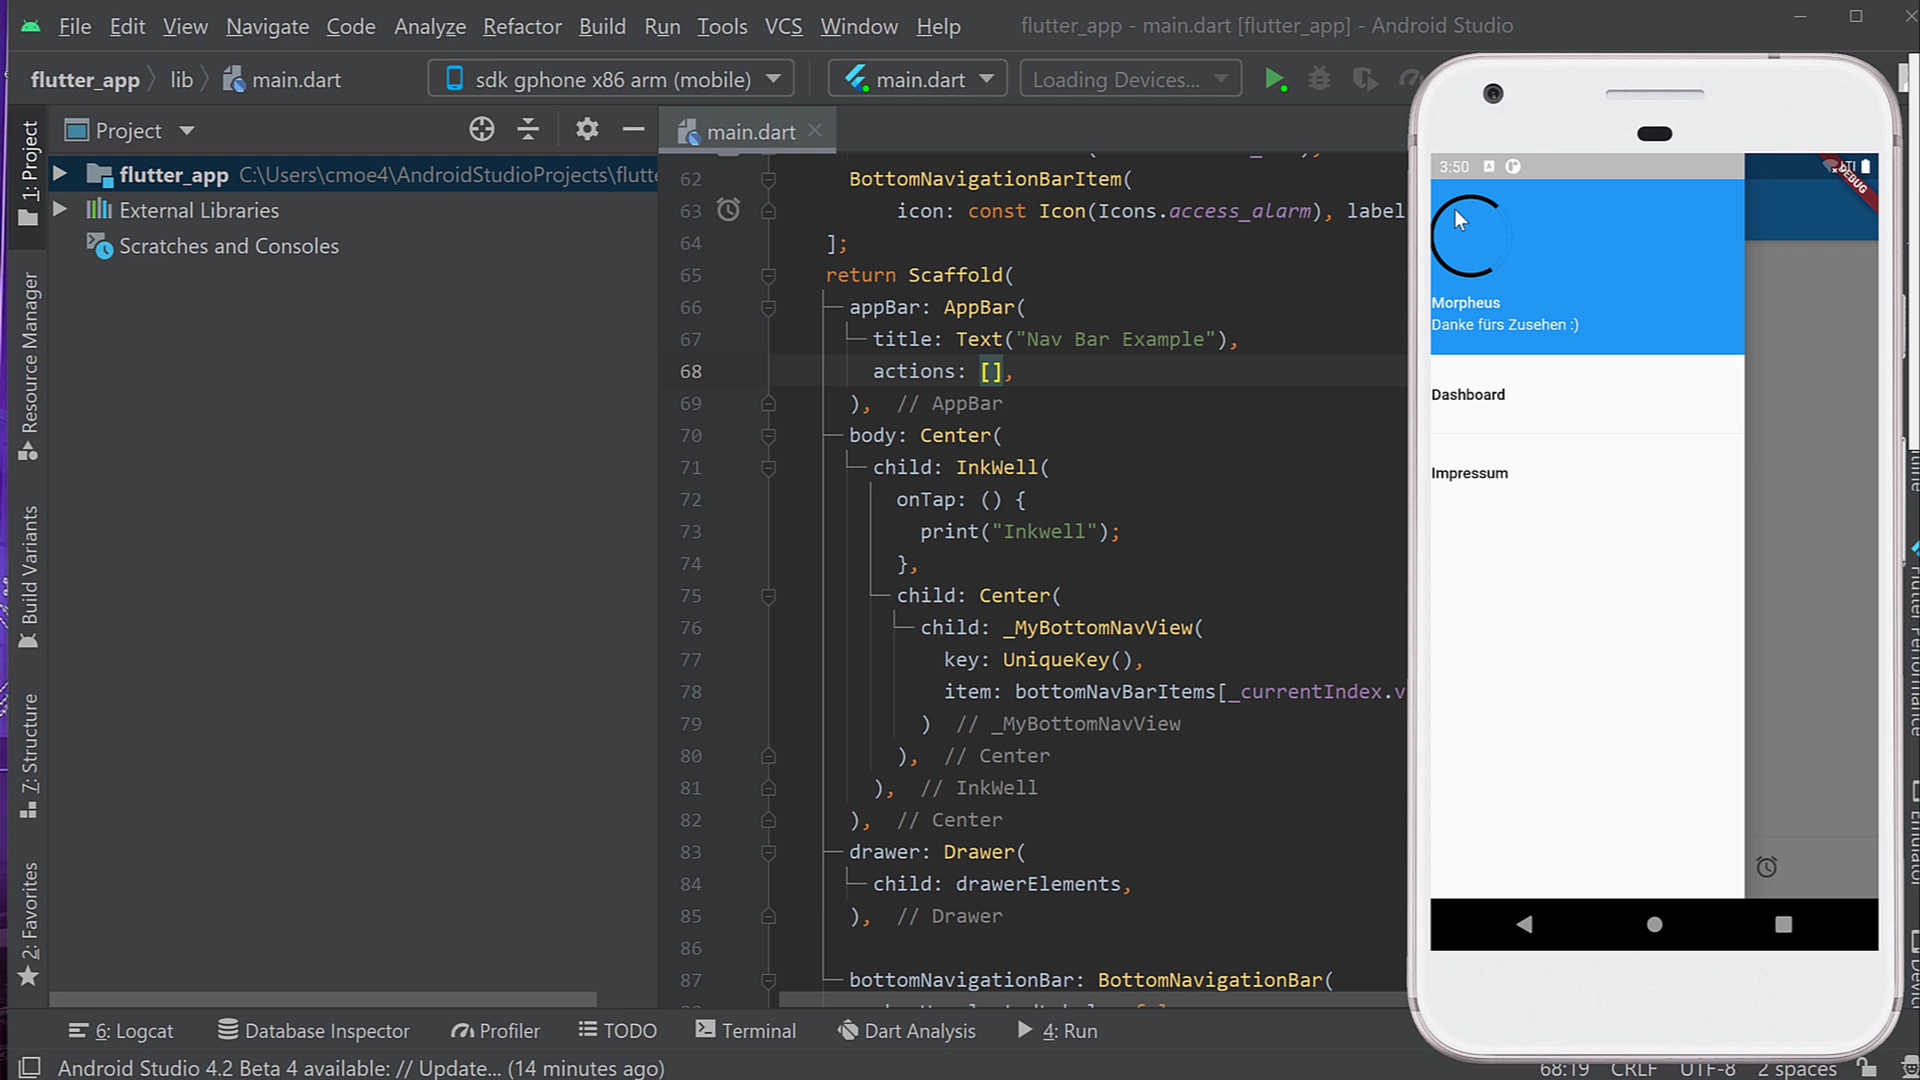 File Edit View Navigate Code Analyze Refactor Build Run Tools VCS Window Help flutter_app - main.dart [flutter_app] - Android Studio
flutter_app lib main.dart sdk gphone x86 arm (mobile) main.dart Loading Devices...
Project
main.dart
flutter_app C:\Users\cmoe4\AndroidStudioProjects\flutte
External Libraries
Scratches and Consoles
1: Project
Resource Manager
Build Variants
7: Structure
2: Favorites
62 BottomNavigationBarItem(
63 icon: const Icon(Icons.access_alarm), label
64 ];
65 return Scaffold(
66 appBar: AppBar(
67 title: Text("Nav Bar Example"),
68 actions: [],
69 ), // AppBar
70 body: Center(
71 child: InkWell(
72 onTap: () {
73 print("Inkwell");
74 },
75 child: Center(
76 child: _MyBottomNavView(
77 key: UniqueKey(),
78 item: bottomNavBarItems[_currentIndex.v
79 ) // _MyBottomNavView
80 ), // Center
81 ), // InkWell
82 ), // Center
83 drawer: Drawer(
84 child: drawerElements,
85 ), // Drawer
86
87 bottomNavigationBar: BottomNavigationBar(
3:50
DEBUG
Morpheus
Danke fürs Zusehen :)
Dashboard
Impressum
Flutter Performance
Emulator
6: Logcat Database Inspector Profiler TODO Terminal Dart Analysis 4: Run
Android Studio 4.2 Beta 4 available: // Update... (14 minutes ago) 68:19 CRLF UTF-8 2 spaces